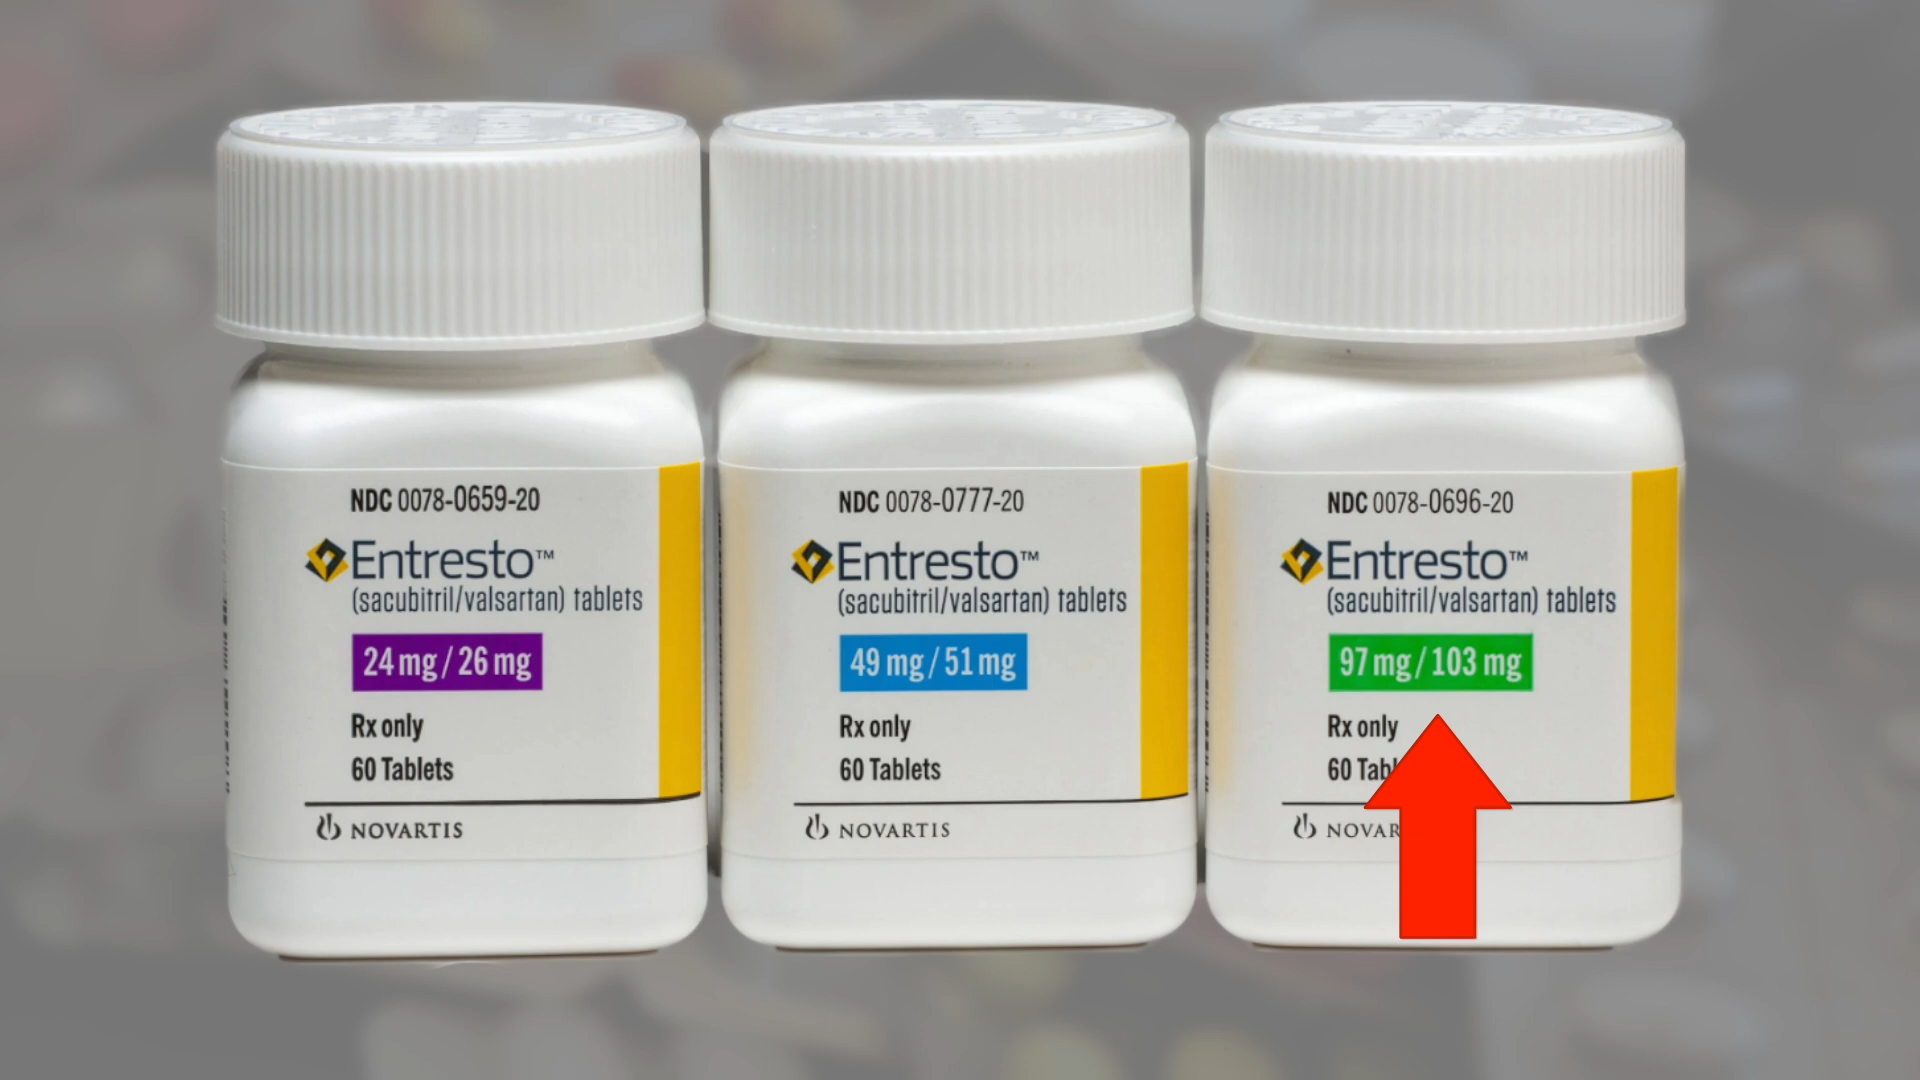 NDC 0078-0659-20
Entresto™
(sacubitril/valsartan) tablets
24 mg / 26 mg
Rx only
60 Tablets
NOVARTIS
NDC 0078-0777-20
Entresto™
(sacubitril/valsartan) tablets
49 mg / 51 mg
Rx only
60 Tablets
NOVARTIS
NDC 0078-0696-20
Entresto™
(sacubitril/valsartan) tablets
97 mg / 103 mg
Rx only
60